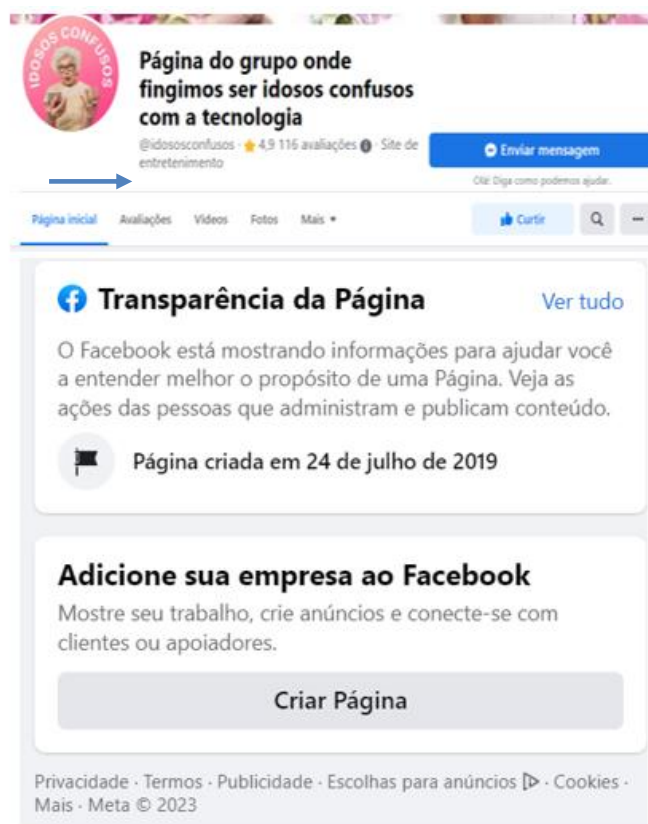 IDOSOS CONFUSOS
Página do grupo onde
fingimos ser idosos confusos
com a tecnologia
@idososconfusos · 4,9 116 avaliações · Site de
entretenimento
Enviar mensagem
Olá! Diga como podemos ajudar.
Página inicial Avaliações Vídeos Fotos Mais
Curtir
Transparência da Página
Ver tudo
O Facebook está mostrando informações para ajudar você
a entender melhor o propósito de uma Página. Veja as
ações das pessoas que administram e publicam conteúdo.
Página criada em 24 de julho de 2019
Adicione sua empresa ao Facebook
Mostre seu trabalho, crie anúncios e conecte-se com
clientes ou apoiadores.
Criar Página
Privacidade · Termos · Publicidade · Escolhas para anúncios · Cookies ·
Mais · Meta © 2023